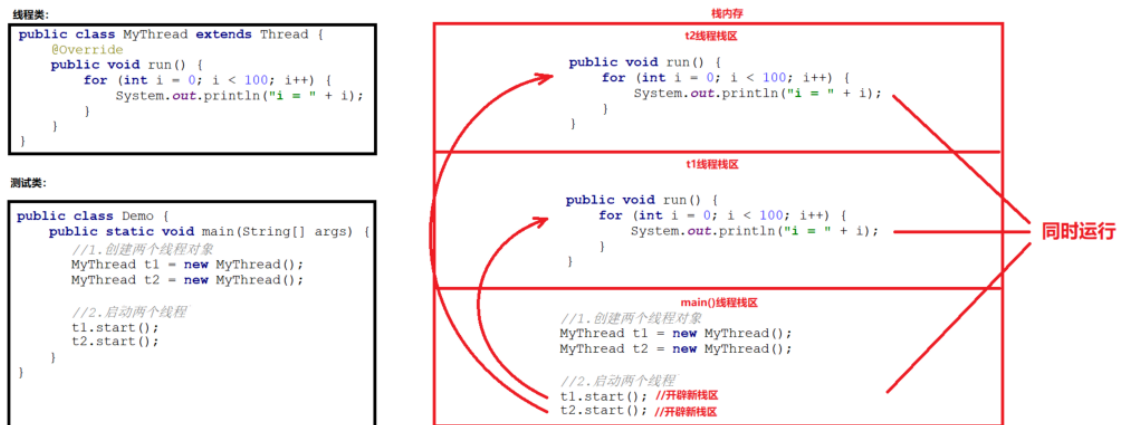 线程类:
public class MyThread extends Thread {
    @Override
    public void run() {
        for (int i = 0; i < 100; i++) {
            System.out.println("i = " + i);
        }
    }
}
测试类:
public class Demo {
    public static void main(String[] args) {
        //1.创建两个线程对象
        MyThread t1 = new MyThread();
        MyThread t2 = new MyThread();
        //2.启动两个线程
        t1.start();
        t2.start();
    }
}
栈内存
t2线程栈区
public void run() {
    for (int i = 0; i < 100; i++) {
        System.out.println("i = " + i);
    }
}
t1线程栈区
public void run() {
    for (int i = 0; i < 100; i++) {
        System.out.println("i = " + i);
    }
}
main()线程栈区
//1.创建两个线程对象
MyThread t1 = new MyThread();
MyThread t2 = new MyThread();
//2.启动两个线程
t1.start(); //开辟新栈区
t2.start(); //开辟新栈区
同时运行